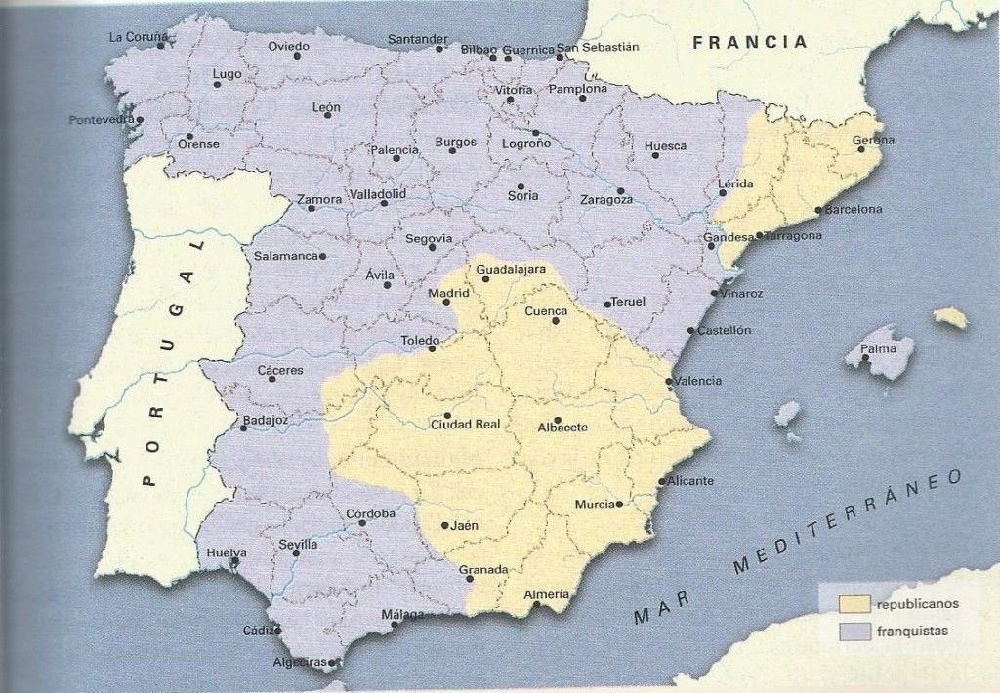 La Coruña
Oviedo
Santander
Bilbao
Guernica
San Sebastián
FRANCIA
Lugo
Vitoria
Pamplona
León
Pontevedra
Orense
Palencia
Burgos
Logroño
Huesca
Gerona
Zamora
Valladolid
Soria
Zaragoza
Lérida
Barcelona
Segovia
Gandesa
Tarragona
Salamanca
Ávila
Guadalajara
Madrid
Cuenca
Teruel
Vinaroz
Castellón
PORTUGAL
Toledo
Cáceres
Palma
Valencia
Badajoz
Ciudad Real
Albacete
Alicante
Murcia
MAR MEDITERRÁNEO
Córdoba
Jaén
Huelva
Sevilla
Granada
Almería
Málaga
Cádiz
Algeciras
republicanos
franquistas